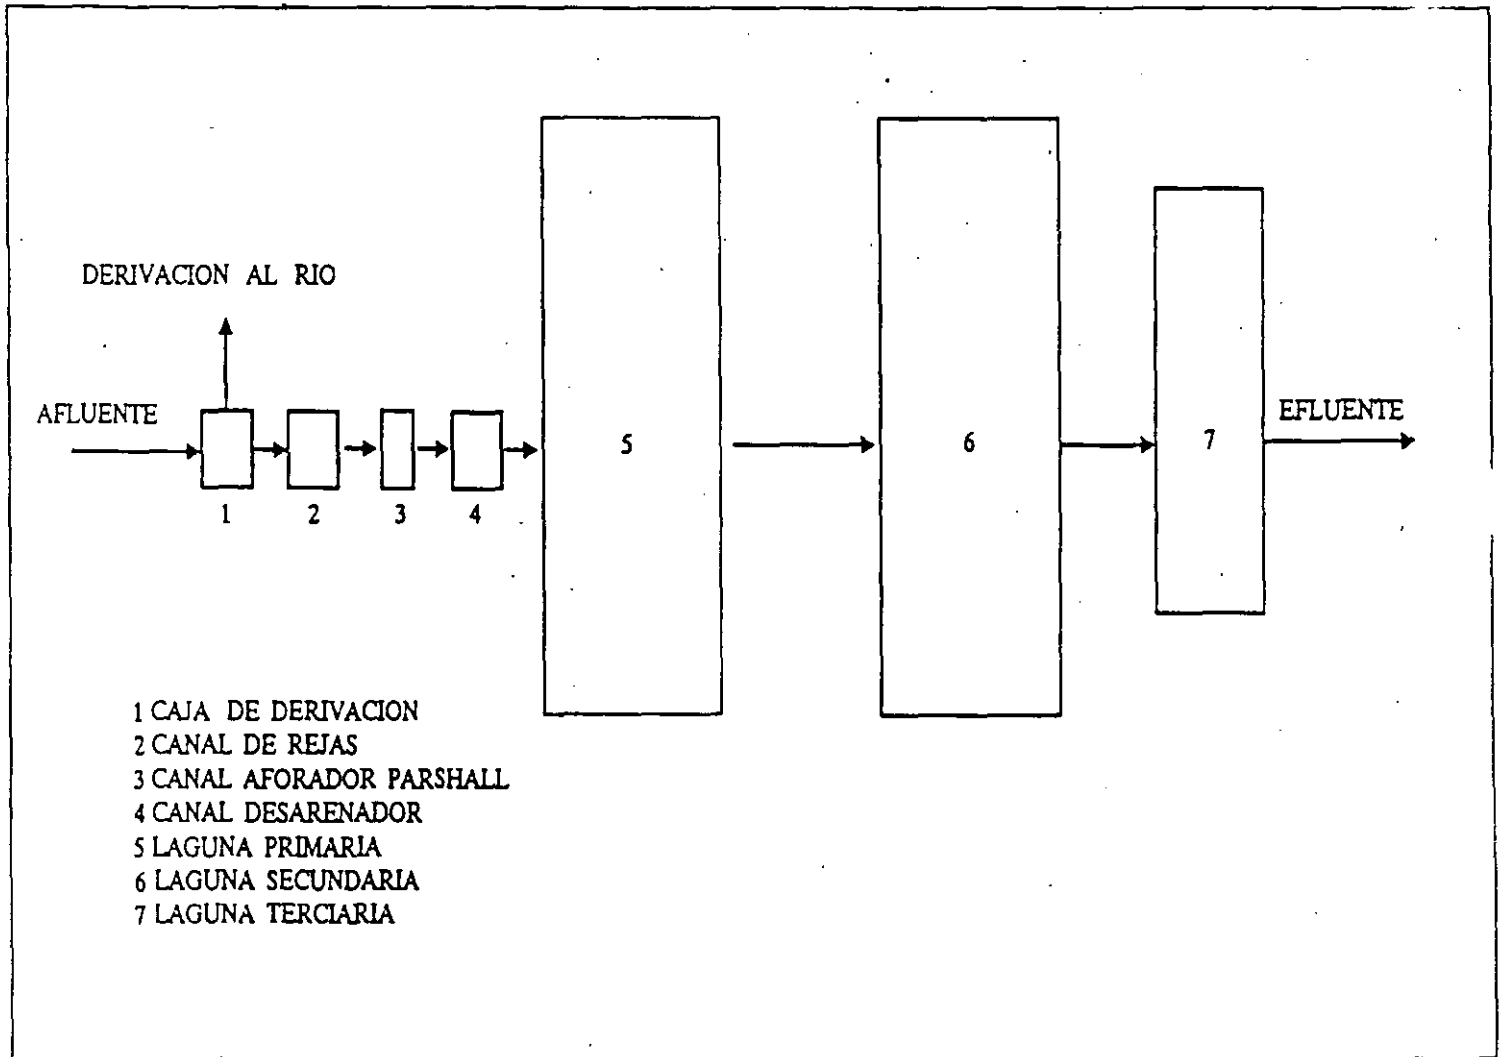 DERIVACION AL RIO
AFLUENTE
EFLUENTE
5
6
7
1
2
3
4
1 CAJA DE DERIVACION
2 CANAL DE REJAS
3 CANAL AFORADOR PARSHALL
4 CANAL DESARENADOR
5 LAGUNA PRIMARIA
6 LAGUNA SECUNDARIA
7 LAGUNA TERCIARIA